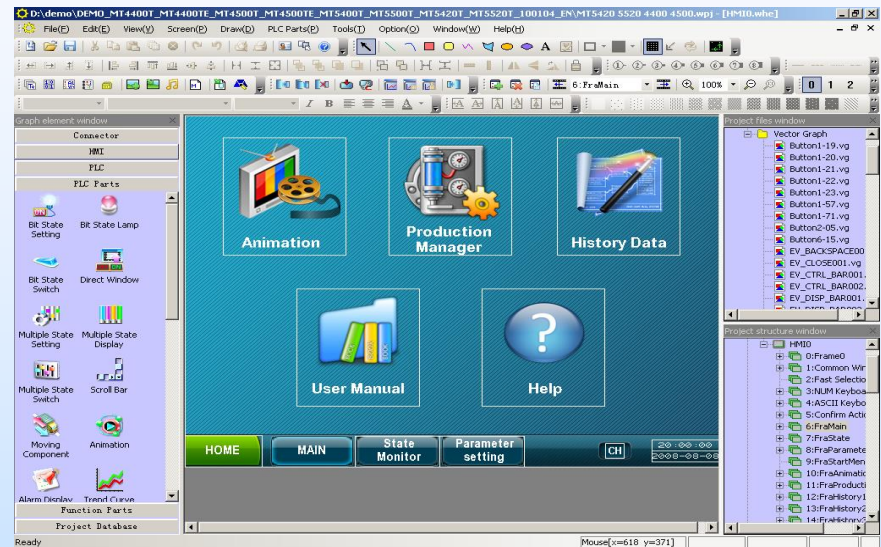 D:\demo\DEMO_MT4400T_MT4400TE_MT4500T_MT4500TE_MT5400T_MT5500T_MT5420T_MT5520T_100104_EN\MT5420 5520 4400 4500.wpj - [HMI0.whe]
File(F) Edit(E) View(V) Screen(P) Draw(D) PLC Parts(P) Tools(T) Option(O) Window(W) Help(H)
6:FraMain 100% 0 1 2
Graph element window
Connector
HMI
PLC
PLC Parts
Bit State Setting
Bit State Lamp
Bit State Switch
Direct Window
Multiple State Setting
Multiple State Display
Multiple State Switch
Scroll Bar
Moving Component
Animation
Alarm Display
Trend Curve
Function Parts
Project Database
Animation
Production
Manager
History Data
User Manual
Help
HOME
MAIN
State
Monitor
Parameter
setting
CH
20:00:00
2008-08-08
Project files window
Vector Graph
Button1-19.vg
Button1-20.vg
Button1-21.vg
Button1-22.vg
Button1-23.vg
Button1-57.vg
Button1-71.vg
Button2-05.vg
Button6-15.vg
EV_BACKSPACE00
EV_CLOSE001.vg
EV_CTRL_BAR001.
EV_CTRL_BAR002.
EV_DISP_BAR001.
Project structure window
HMI0
0:Frame0
1:Common Wir
2:Fast Selectio
3:NUM Keyboa
4:ASCII Keybo
5:Confirm Actio
6:FraMain
7:FraState
8:FraParamete
9:FraStartMen
10:FraAnimatic
11:FraProducti
12:FraHistory1
13:FraHistory2
14:FraHistory3
Ready
Mouse[x=618 y=371]